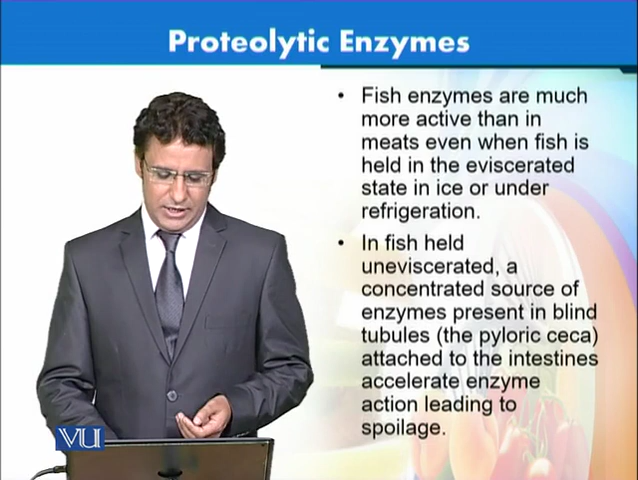 Proteolytic Enzymes
• Fish enzymes are much
more active than in
meats even when fish is
held in the eviscerated
state in ice or under
refrigeration.
• In fish held
uneviscerated, a
concentrated source of
enzymes present in blind
tubules (the pyloric ceca)
attached to the intestines
accelerate enzyme
action leading to
spoilage.
VU